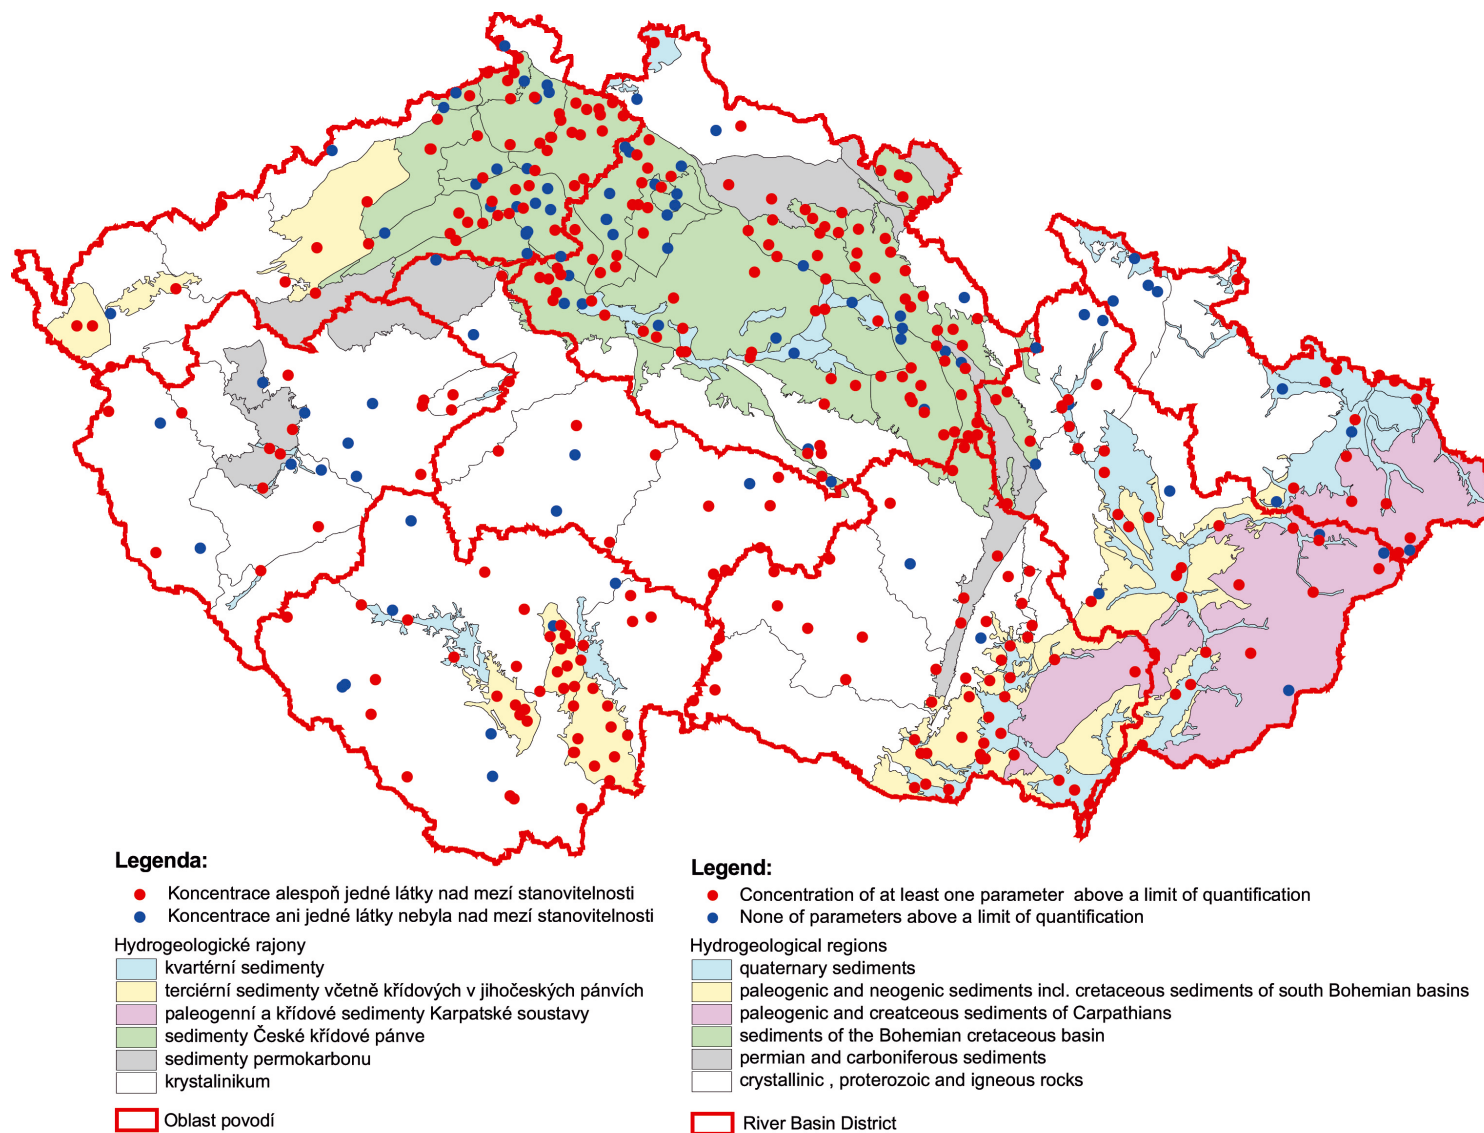 Legenda:
Koncentrace alespoň jedné látky nad mezí stanovitelnosti
Koncentrace ani jedné látky nebyla nad mezí stanovitelnosti
Hydrogeologické rajony
kvartérní sedimenty
terciérní sedimenty včetně křídových v jihočeských pánvích
paleogenní a křídové sedimenty Karpatské soustavy
sedimenty České křídové pánve
sedimenty permokarbonu
krystalinikum
Oblast povodí
Legend:
Concentration of at least one parameter above a limit of quantification
None of parameters above a limit of quantification
Hydrogeological regions
quaternary sediments
paleogenic and neogenic sediments incl. cretaceous sediments of south Bohemian basins
paleogenic and creatceous sediments of Carpathians
sediments of the Bohemian cretaceous basin
permian and carboniferous sediments
crystallinic , proterozoic and igneous rocks
River Basin District